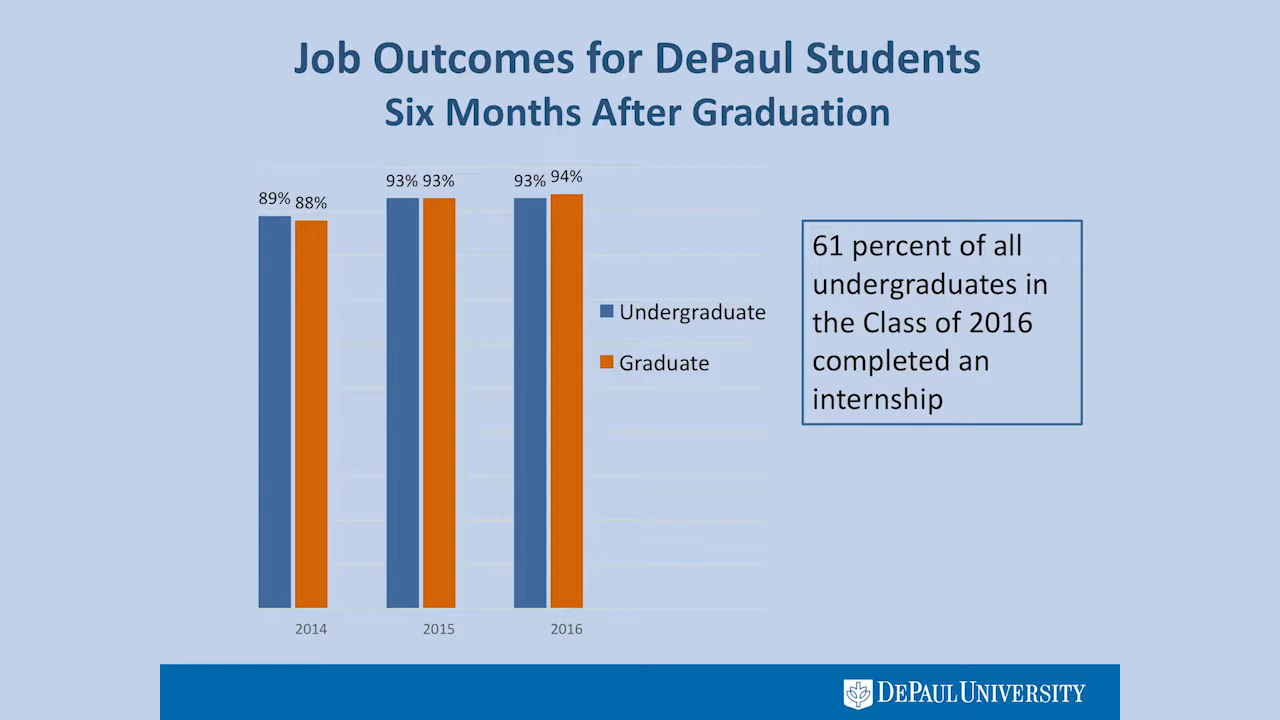 Job Outcomes for DePaul Students
Six Months After Graduation
89% 88%
93% 93%
93% 94%
Undergraduate
Graduate
2014 2015 2016
61 percent of all
undergraduates in
the Class of 2016
completed an
internship
DEPAUL UNIVERSITY